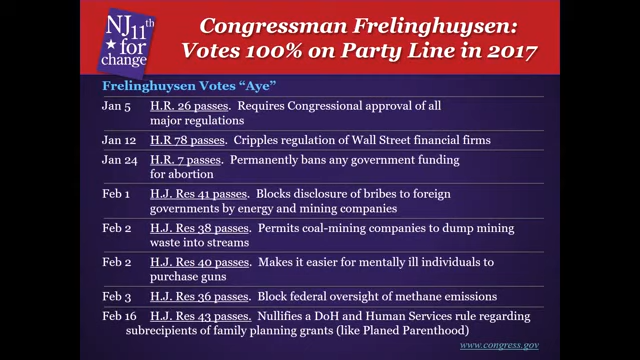 NJ 11th
for
change
Congressman Frelinghuysen:
Votes 100% on Party Line in 2017
Frelinghuysen Votes “Aye”
Jan 5 H.R. 26 passes. Requires Congressional approval of all
major regulations
Jan 12 H.R 78 passes. Cripples regulation of Wall Street financial firms
Jan 24 H.R. 7 passes. Permanently bans any government funding
for abortion
Feb 1 H.J. Res 41 passes. Blocks disclosure of bribes to foreign
governments by energy and mining companies
Feb 2 H.J. Res 38 passes. Permits coal-mining companies to dump mining
waste into streams
Feb 2 H.J. Res 40 passes. Makes it easier for mentally ill individuals to
purchase guns
Feb 3 H.J. Res 36 passes. Block federal oversight of methane emissions
Feb 16 H.J. Res 43 passes. Nullifies a DoH and Human Services rule regarding
subrecipients of family planning grants (like Planed Parenthood)
www.congress.gov